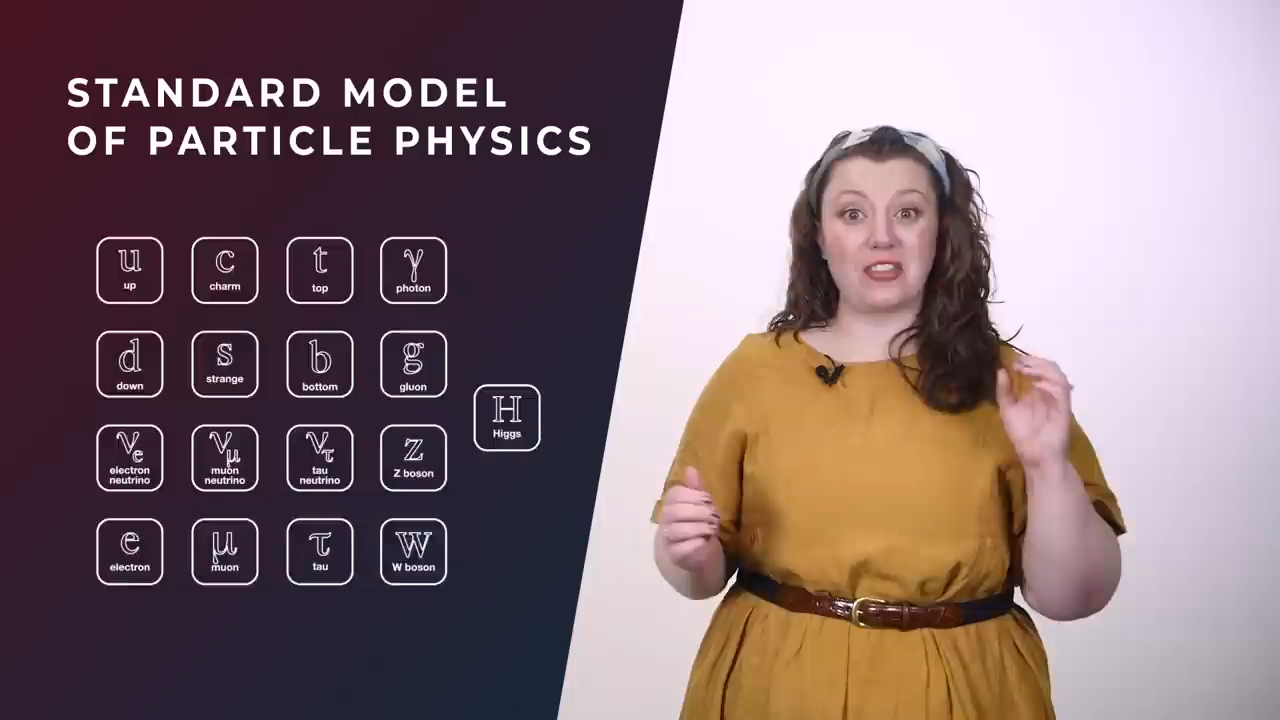 STANDARD MODEL
OF PARTICLE PHYSICS
u
up
c
charm
t
top
γ
photon
d
down
s
strange
b
bottom
g
gluon
H
Higgs
νe
electron
neutrino
νμ
muon
neutrino
ντ
tau
neutrino
Z
Z boson
e
electron
μ
muon
τ
tau
W
W boson